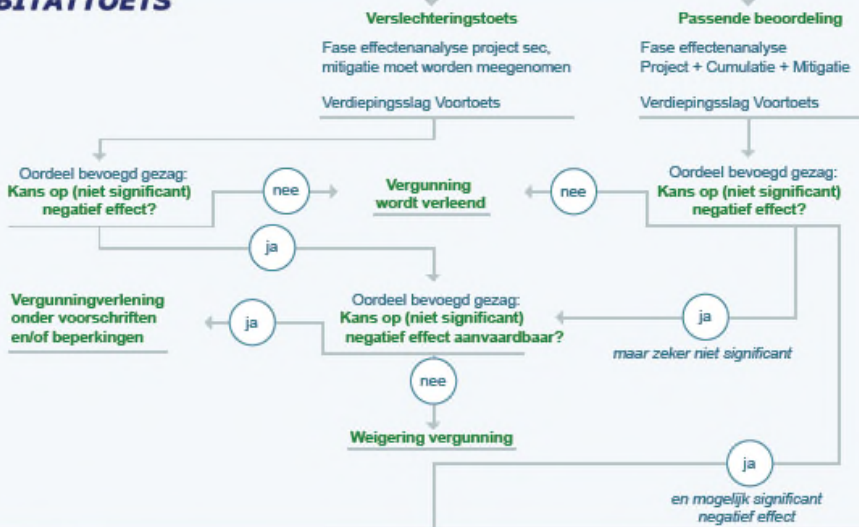 Verslechteringstoets
Fase effectenanalyse project sec,
mitigatie moet worden meegenomen
Verdiepingsslag Voortoets
Passende beoordeling
Fase effectenanalyse
Project + Cumulatie + Mitigatie
Verdiepingsslag Voortoets
Oordeel bevoegd gezag:
Kans op (niet significant)
negatief effect?
nee
Vergunning
wordt verleend
nee
Oordeel bevoegd gezag:
Kans op (niet significant)
negatief effect?
ja
Vergunningverlening
onder voorschriften
en/of beperkingen
ja
Oordeel bevoegd gezag:
Kans op (niet significant)
negatief effect aanvaardbaar?
ja
maar zeker niet significant
nee
Weigering vergunning
ja
en mogelijk significant
negatief effect